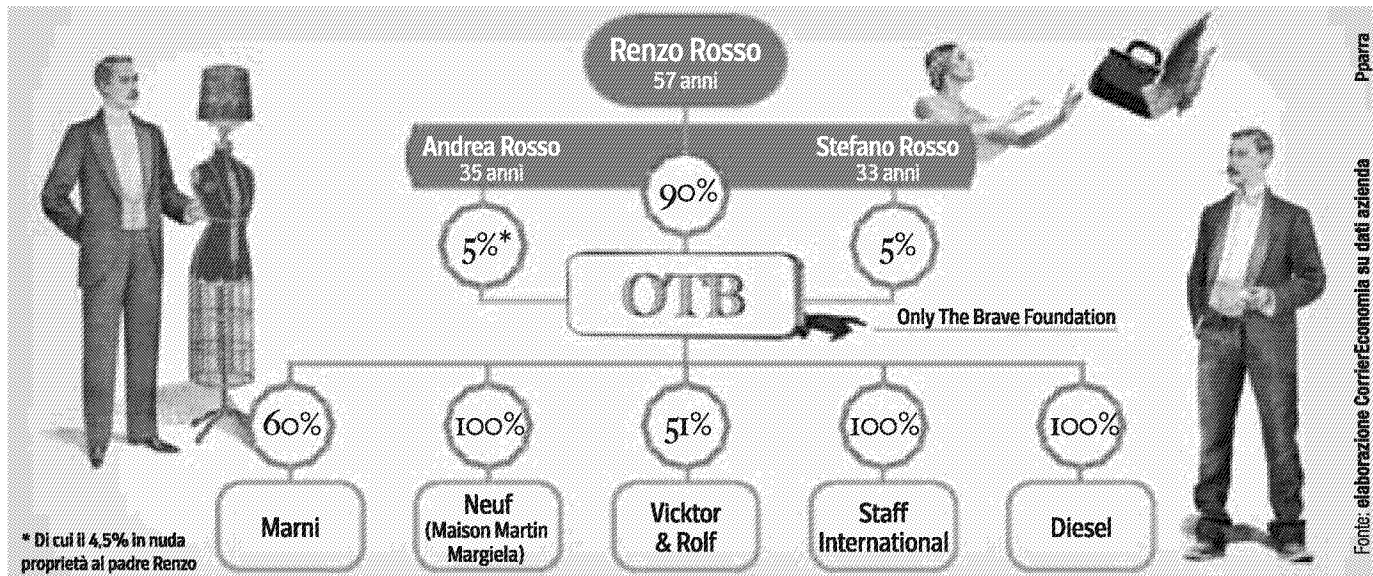 Renzo Rosso
57 anni
Andrea Rosso
35 anni
Stefano Rosso
33 anni
90%
5%*
5%
OTB
Only The Brave Foundation
60%
100%
51%
100%
100%
Marni
Neuf
(Maison Martin
Margiela)
Vicktor
& Rolf
Staff
International
Diesel
* Di cui il 4,5% in nuda
proprietà al padre Renzo
Fonte: elaborazione CorrierEconomia su dati azienda
Pparra